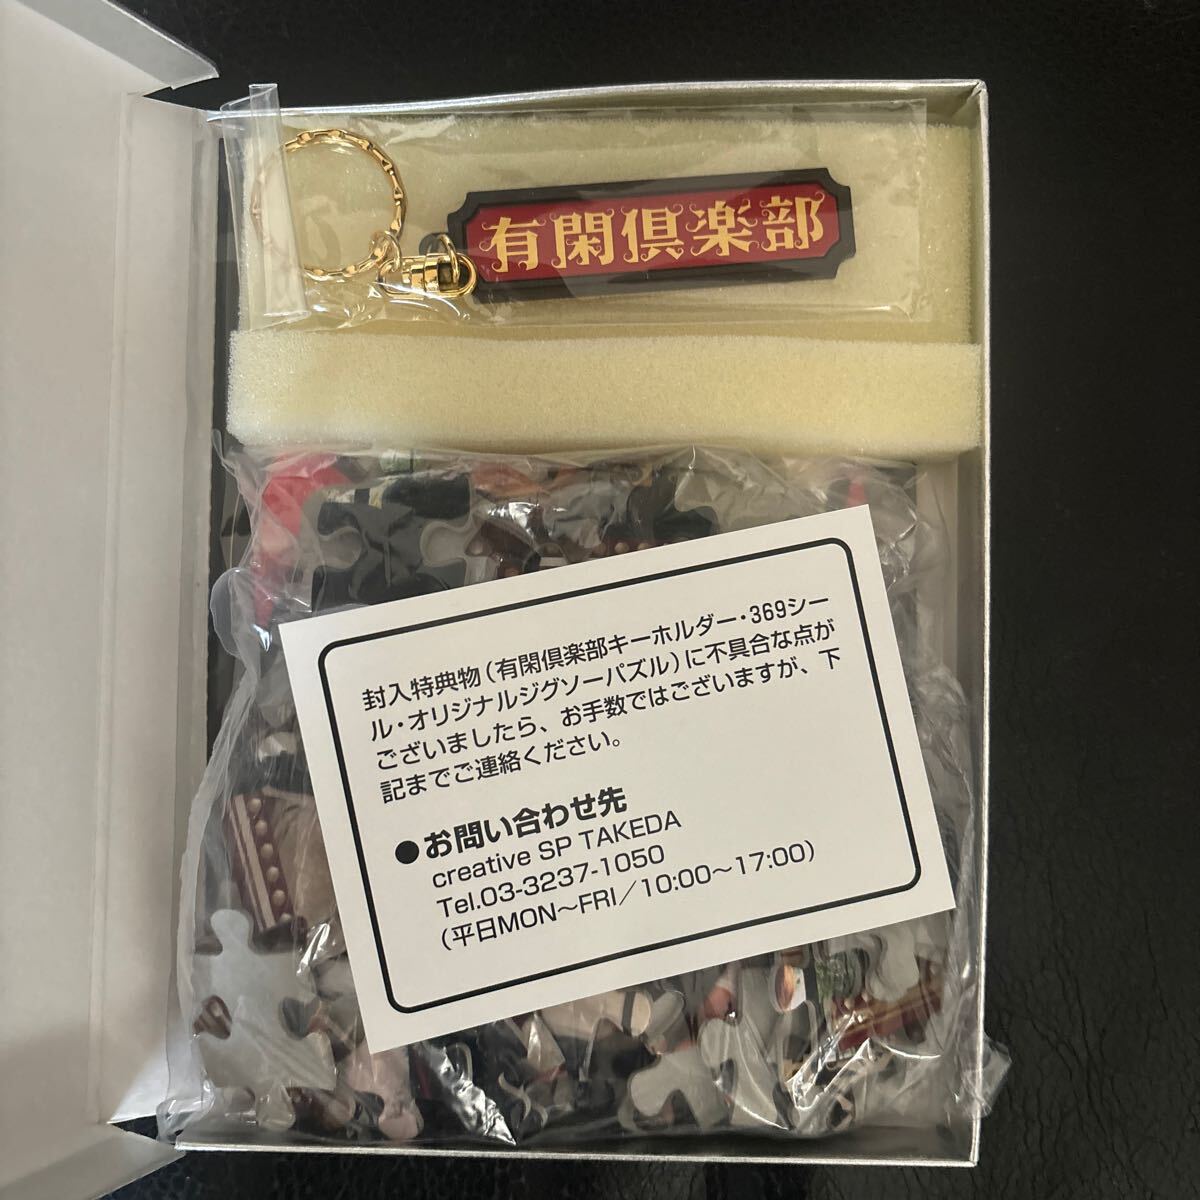 有閑倶楽部
封入特典物(有閑倶楽部キーホルダー・369シー
ル・オリジナルジグソーパズル)に不具合な点が
ございましたら、お手数ではございますが、下
記までご連絡ください。
●お問い合わせ先
creative SP TAKEDA
Tel.03-3237-1050
(平日MON〜FRI/10:00〜17:00)